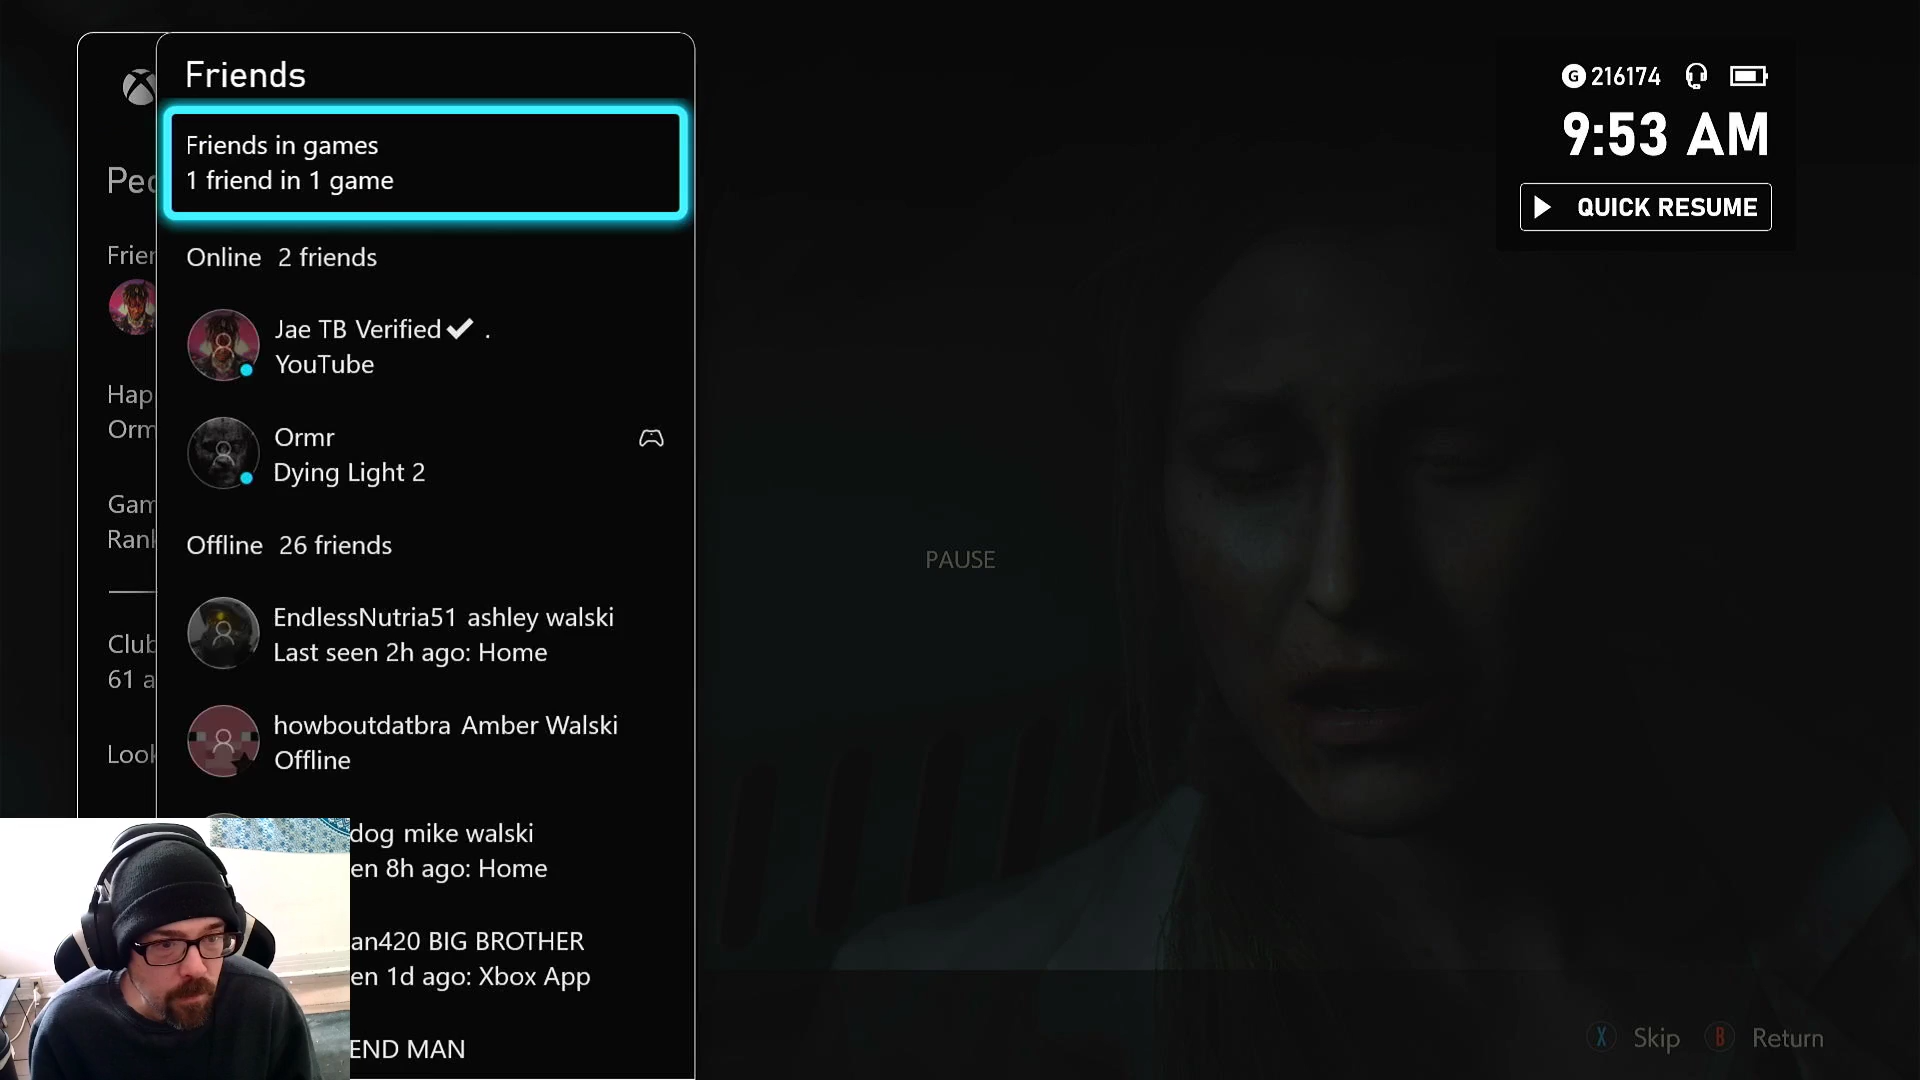 Friends
Friends in games
1 friend in 1 game
Online 2 friends
Jae TB Verified✔ .
YouTube
Ormr
Dying Light 2
Offline 26 friends
EndlessNutria51 ashley walski
Last seen 2h ago: Home
howboutdatbra Amber Walski
Offline
dog mike walski
en 8h ago: Home
an420 BIG BROTHER
en 1d ago: Xbox App
END MAN
Frien
Hap
Orm
Gam
Rank
Club
61 a
Look
PAUSE
G 216174
9:53 AM
QUICK RESUME
X Skip B Return